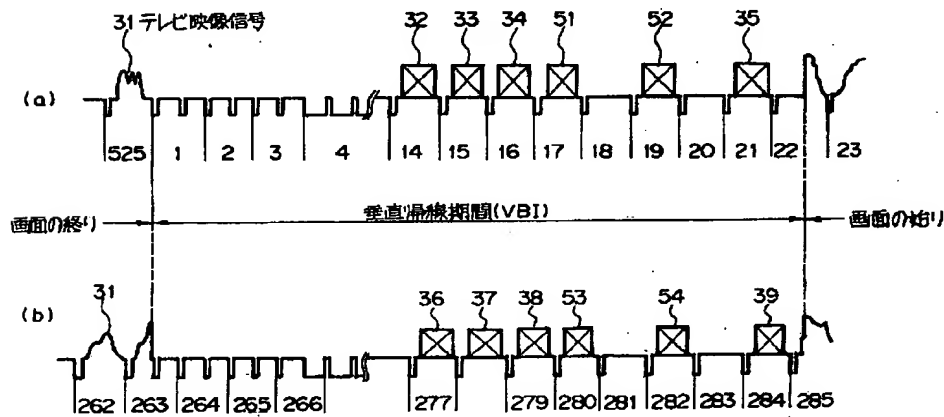 31 テレビ映像信号 32 33 34 51 52 35
(a)
525 1 2 3 4 14 15 16 17 18 19 20 21 22 23
画面の終り 垂直帰線期間(VBI) 画面の始り
31 36 37 38 53 54 39
(b)
262 263 264 265 266 277 279 280 281 282 283 284 285